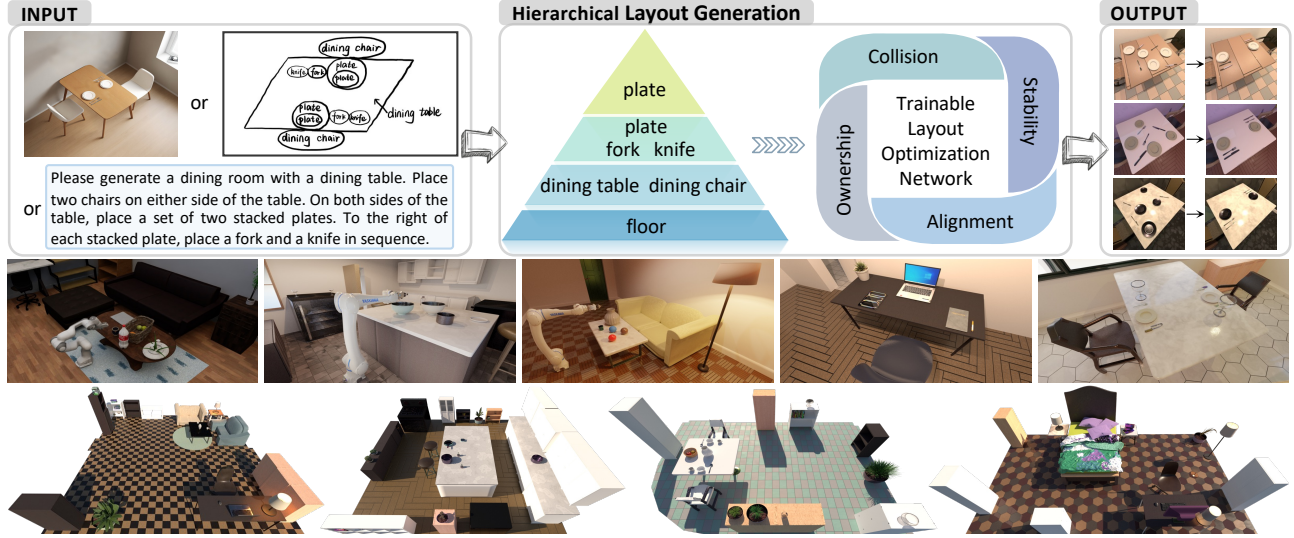 INPUT
Hierarchical Layout Generation
OUTPUT
or
dining chair
knife fork plate
plate
dining table
plate
plate fork knife
dining chair
or
Please generate a dining room with a dining table. Place
two chairs on either side of the table. On both sides of the
table, place a set of two stacked plates. To the right of
each stacked plate, place a fork and a knife in sequence.
plate
plate
fork knife
dining table dining chair
floor
Collision
Stability
Ownership
Alignment
Trainable
Layout
Optimization
Network